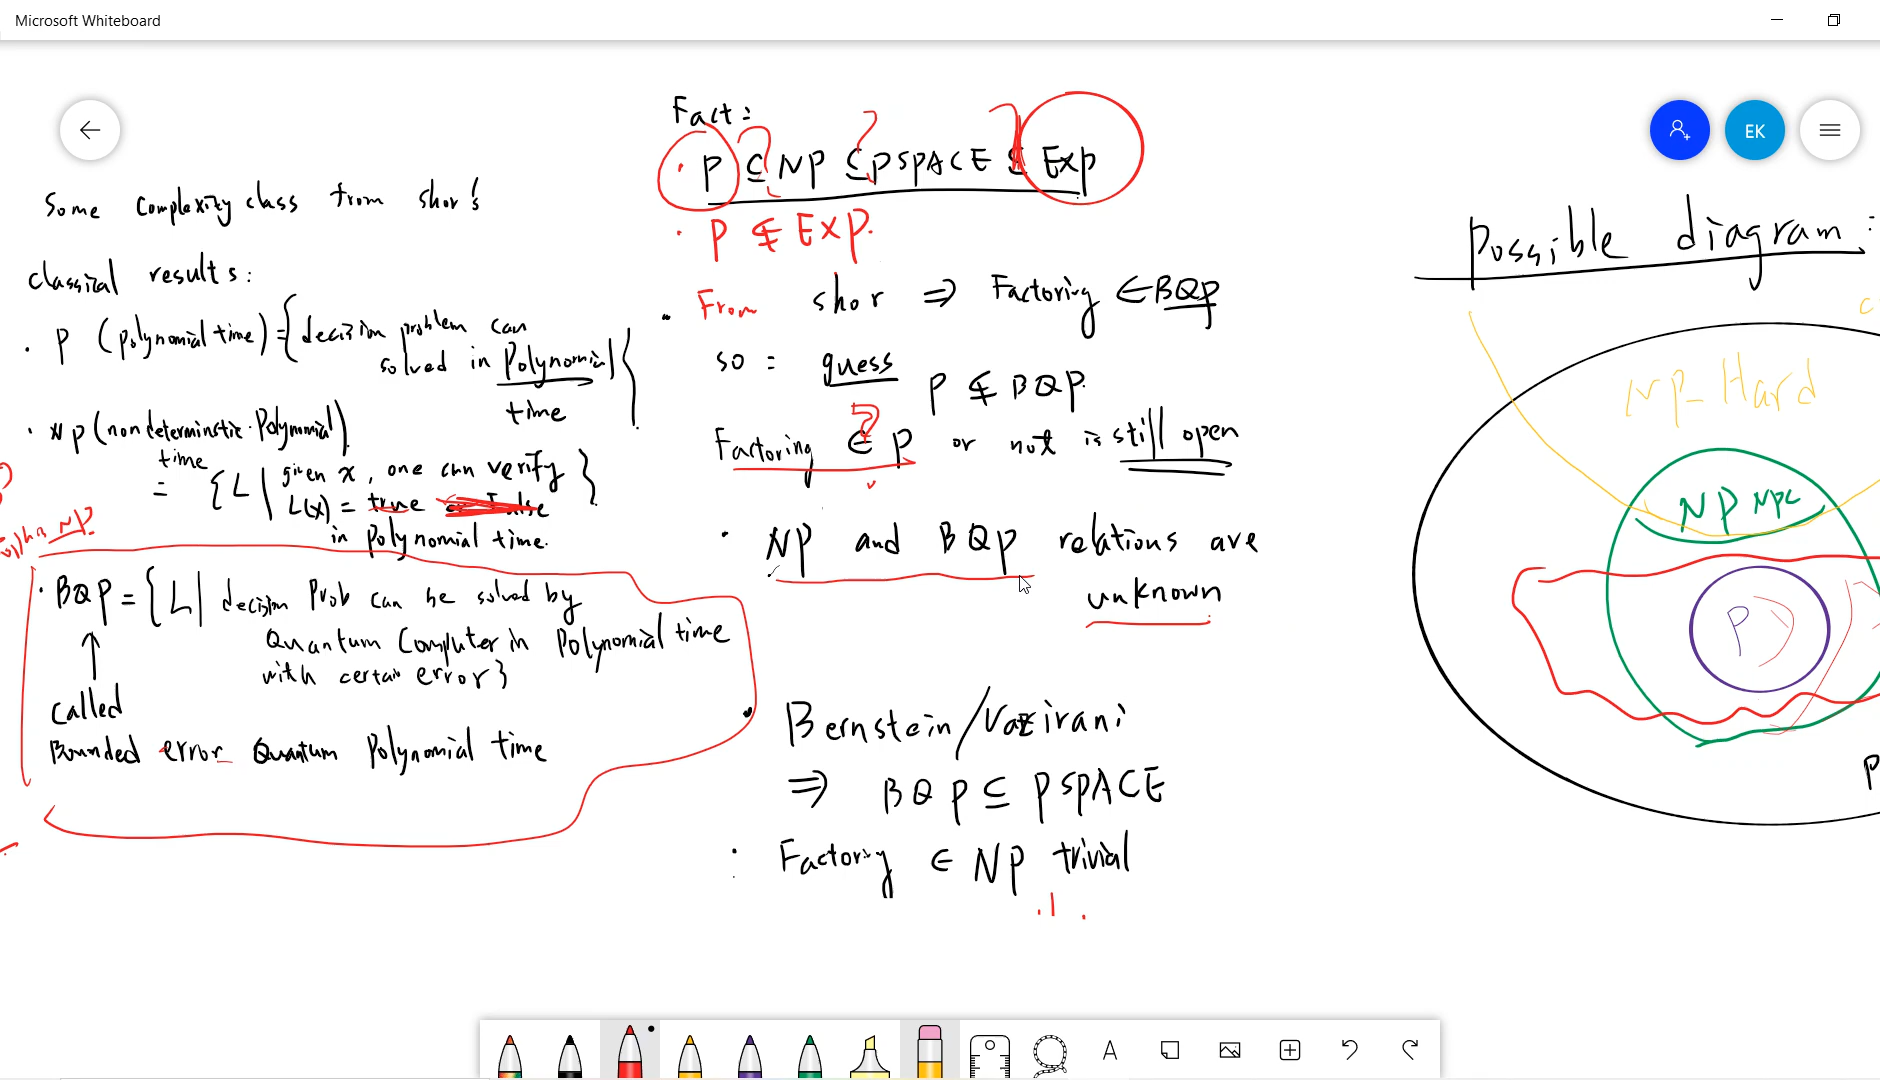 Microsoft Whiteboard
EK
Some Complexity class from shor's
classical results:
· P (polynomial time) = { decision problem can
solved in Polynomial }
time
· NP (nondeterminstic Polynomial)
time
= { L | given x, one can verify }
L(x) = true
in Polynomial time.
NP?
· BQP = { L | decision Prob can be solved by
Quantum Computer in Polynomial time
with certain error }
↑
called
Bounded error Quantum Polynomial time
Fact:
· P ⊆ NP ⊆ PSPACE ⊆ EXP
· P ⊊ EXP.
· From shor ⇒ Factoring ∈ BQP
so : guess P ⊊ BQP.
?
Factoring ∈ P or not is still open
· NP and BQP relations are
unknown
· Bernstein/Vazirani
⇒ BQP ⊆ PSPACE
: Factoring ∈ NP trivial
Possible diagram:
NP-Hard
NP NPC
P
P
A